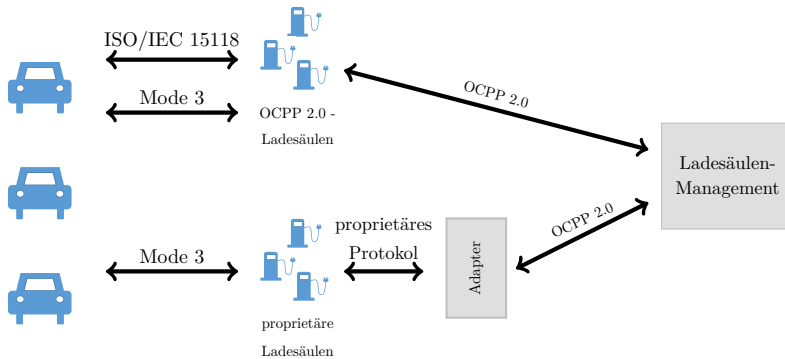 ISO/IEC 15118
Mode 3
OCPP 2.0 -
Ladesäulen
OCPP 2.0
Ladesäulen-
Management
Mode 3
proprietäres
Protokol
Adapter
OCPP 2.0
proprietäre
Ladesäulen